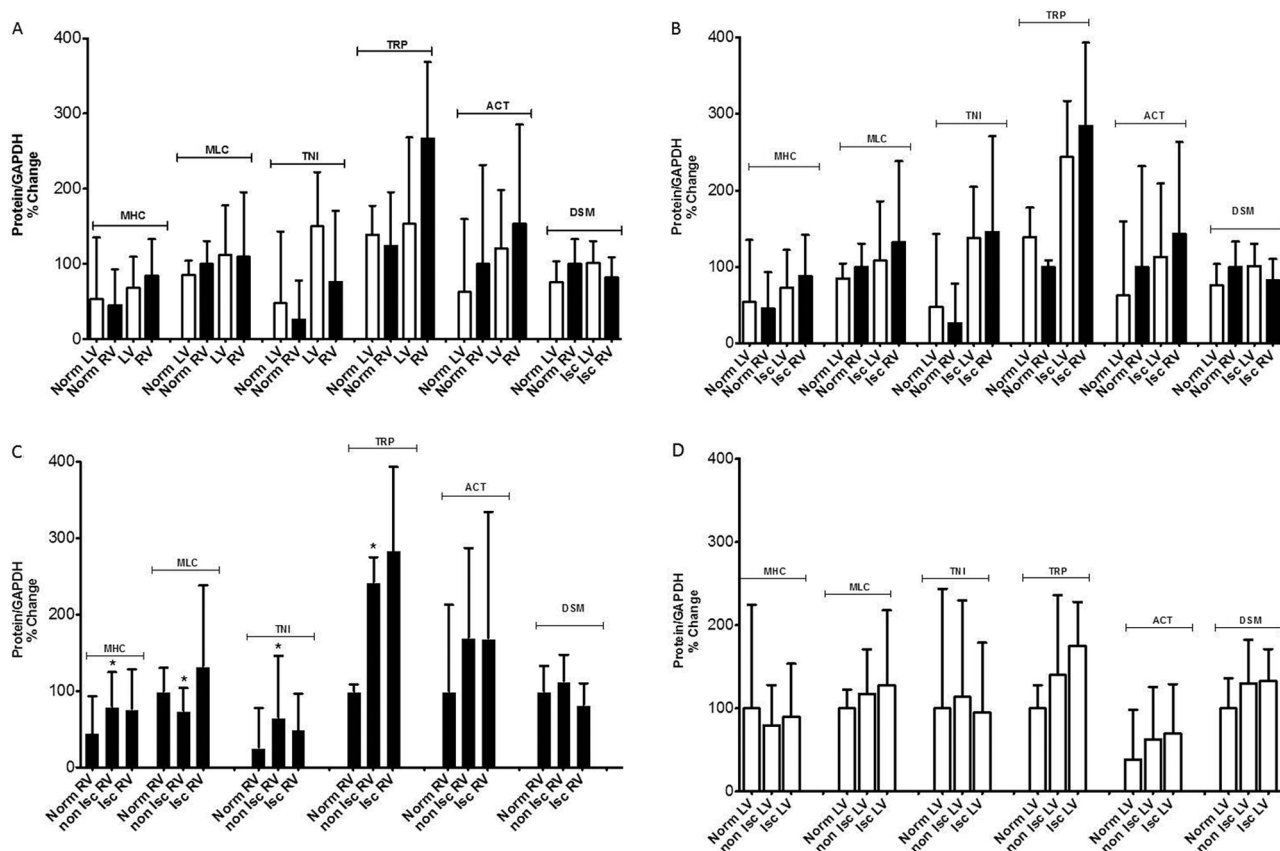 A
Protein/GAPDH
% Change
400
300
200
100
0
MHC
MLC
TNI
TRP
ACT
DSM
Norm LV
Norm RV
LV
RV
Norm LV
Norm RV
LV
RV
Norm LV
Norm RV
LV
RV
Norm LV
Norm RV
LV
RV
Norm LV
Norm RV
LV
RV
Norm LV
Norm RV
Isc LV
Isc RV
B
Protein/GAPDH
% Change
400
300
200
100
0
MHC
MLC
TNI
TRP
ACT
DSM
Norm LV
Norm RV
Isc LV
Isc RV
Norm LV
Norm RV
Isc LV
Isc RV
Norm LV
Norm RV
Isc LV
Isc RV
Norm LV
Norm RV
Isc LV
Isc RV
Norm LV
Norm RV
Isc LV
Isc RV
Norm LV
Norm RV
Isc LV
Isc RV
C
Protein/GAPDH
% Change
400
300
200
100
0
MHC
*
MLC
*
TNI
*
TRP
*
ACT
DSM
Norm RV
non Isc RV
Isc RV
Norm RV
non Isc RV
Isc RV
Norm RV
non Isc RV
Isc RV
Norm RV
non Isc RV
Isc RV
Norm RV
non Isc RV
Isc RV
Norm RV
non Isc RV
Isc RV
D
Protein/GAPDH
% Change
400
300
200
100
0
MHC
MLC
TNI
TRP
ACT
DSM
Norm LV
non Isc LV
Isc LV
Norm LV
non Isc LV
Isc LV
Norm LV
non Isc LV
Isc LV
Norm LV
non Isc LV
Isc LV
Norm LV
non Isc LV
Isc LV
Norm LV
non Isc LV
Isc LV